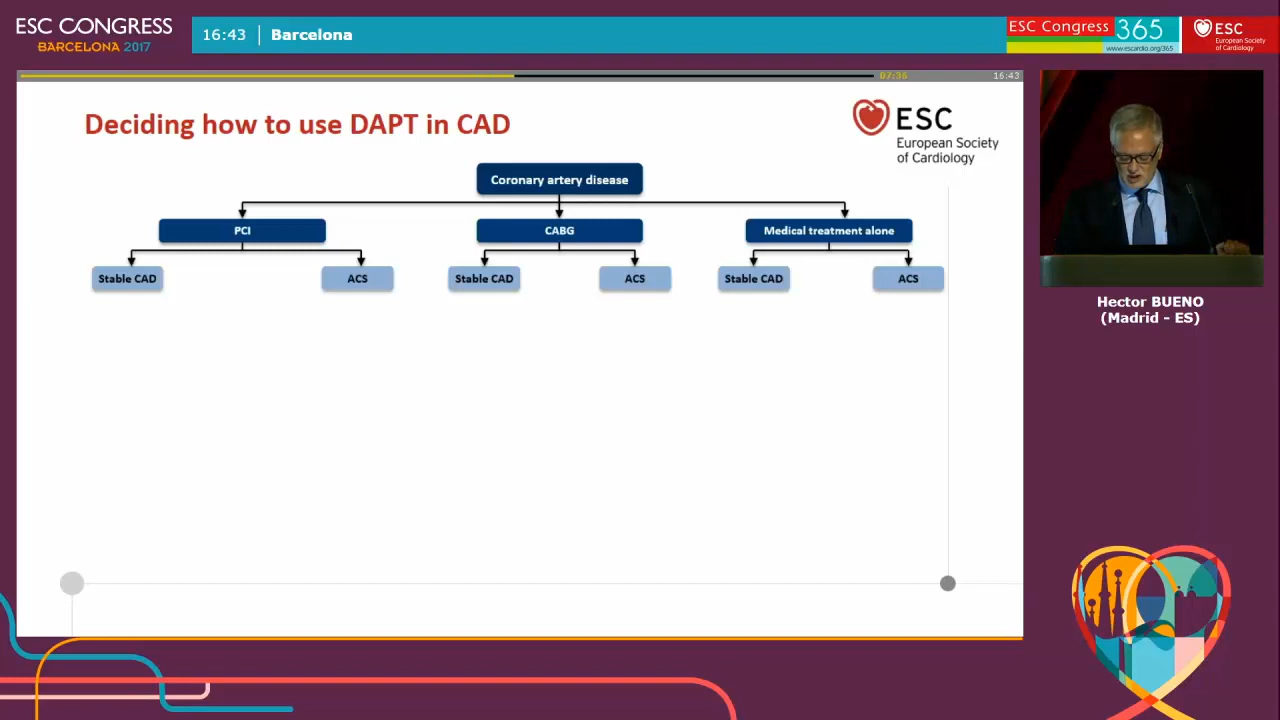 ESC CONGRESS
BARCELONA 2017
16:43
Barcelona
ESC Congress
365
www.escardio.org/365
ESC
European Society
of Cardiology
07:36
16:43
Deciding how to use DAPT in CAD
ESC
European Society
of Cardiology
Coronary artery disease
PCI
CABG
Medical treatment alone
Stable CAD
ACS
Stable CAD
ACS
Stable CAD
ACS
Hector BUENO
(Madrid - ES)